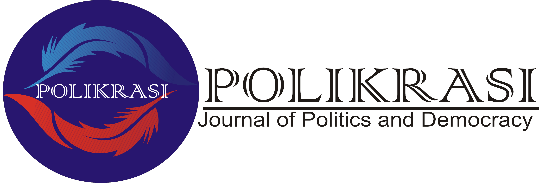 POLIKRASI
POLIKRASI
Journal of Politics and Democracy